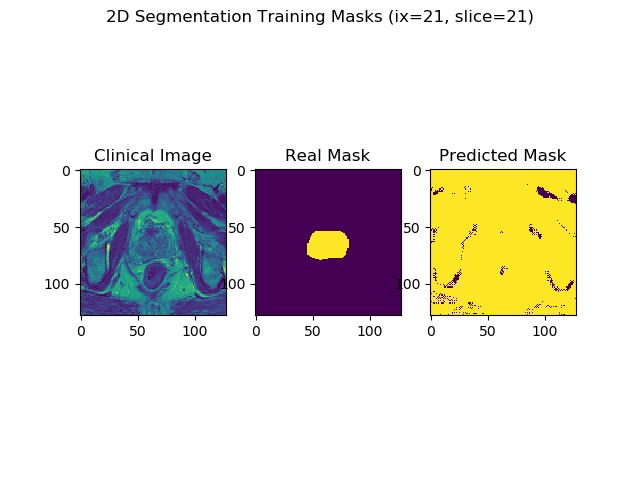 2D Segmentation Training Masks (ix=21, slice=21)
Clinical Image Real Mask Predicted Mask
0 0 0
50 50 50
100 100 100
0 50 100 0 50 100 0 50 100